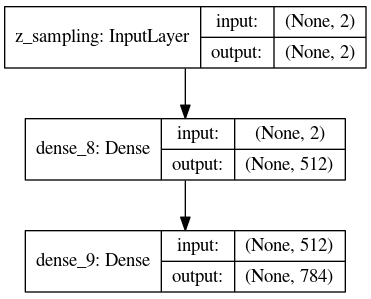 z_sampling: InputLayer
input: (None, 2)
output: (None, 2)
dense_8: Dense
input: (None, 2)
output: (None, 512)
dense_9: Dense
input: (None, 512)
output: (None, 784)